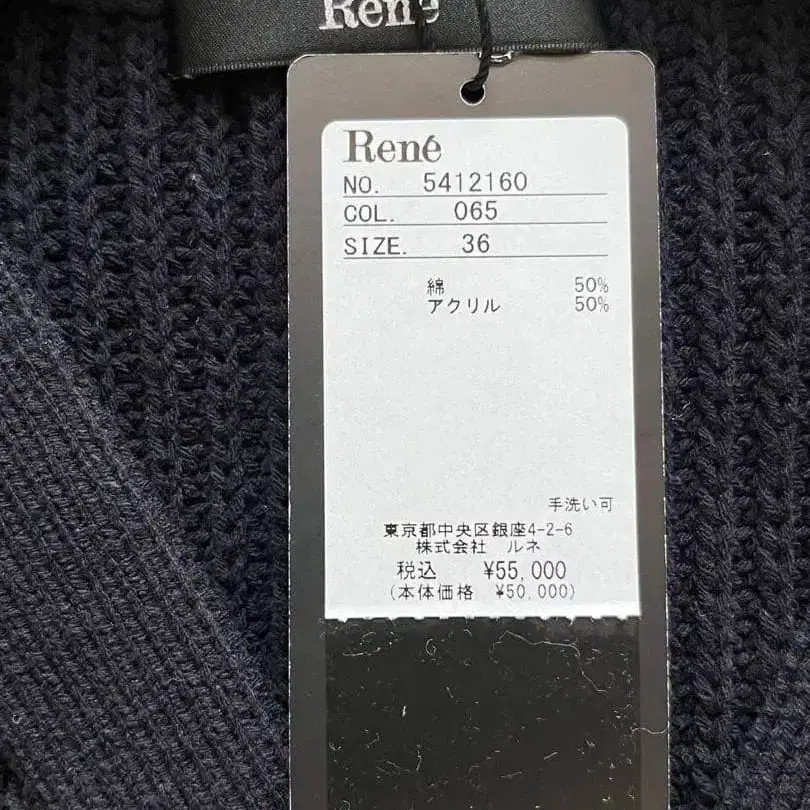 René
René
NO. 5412160
COL. 065
SIZE. 36
綿 50%
アクリル 50%
手洗い可
東京都中央区銀座4-2-6
株式会社 ルネ
税込 ¥55,000
(本体価格 ¥50,000)